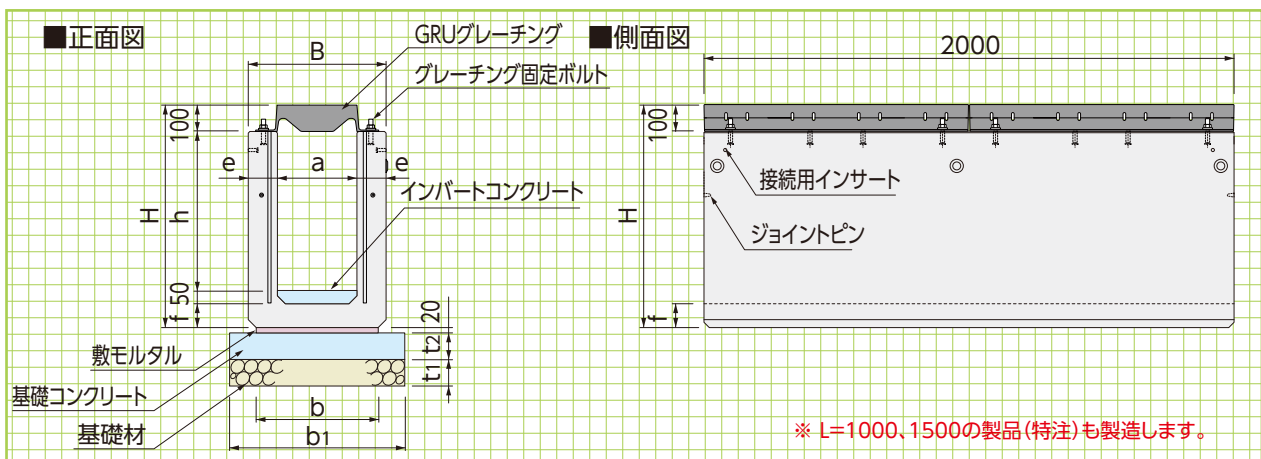 ■正面図
GRUグレーチング
B
グレーチング固定ボルト
100
e
a
e
インバートコンクリート
H
h
50
f
20
敷モルタル
t2
基礎コンクリート
t1
b
基礎材
b1
■側面図
2000
100
接続用インサート
H
ジョイントピン
f
※ L=1000、1500の製品(特注)も製造します。